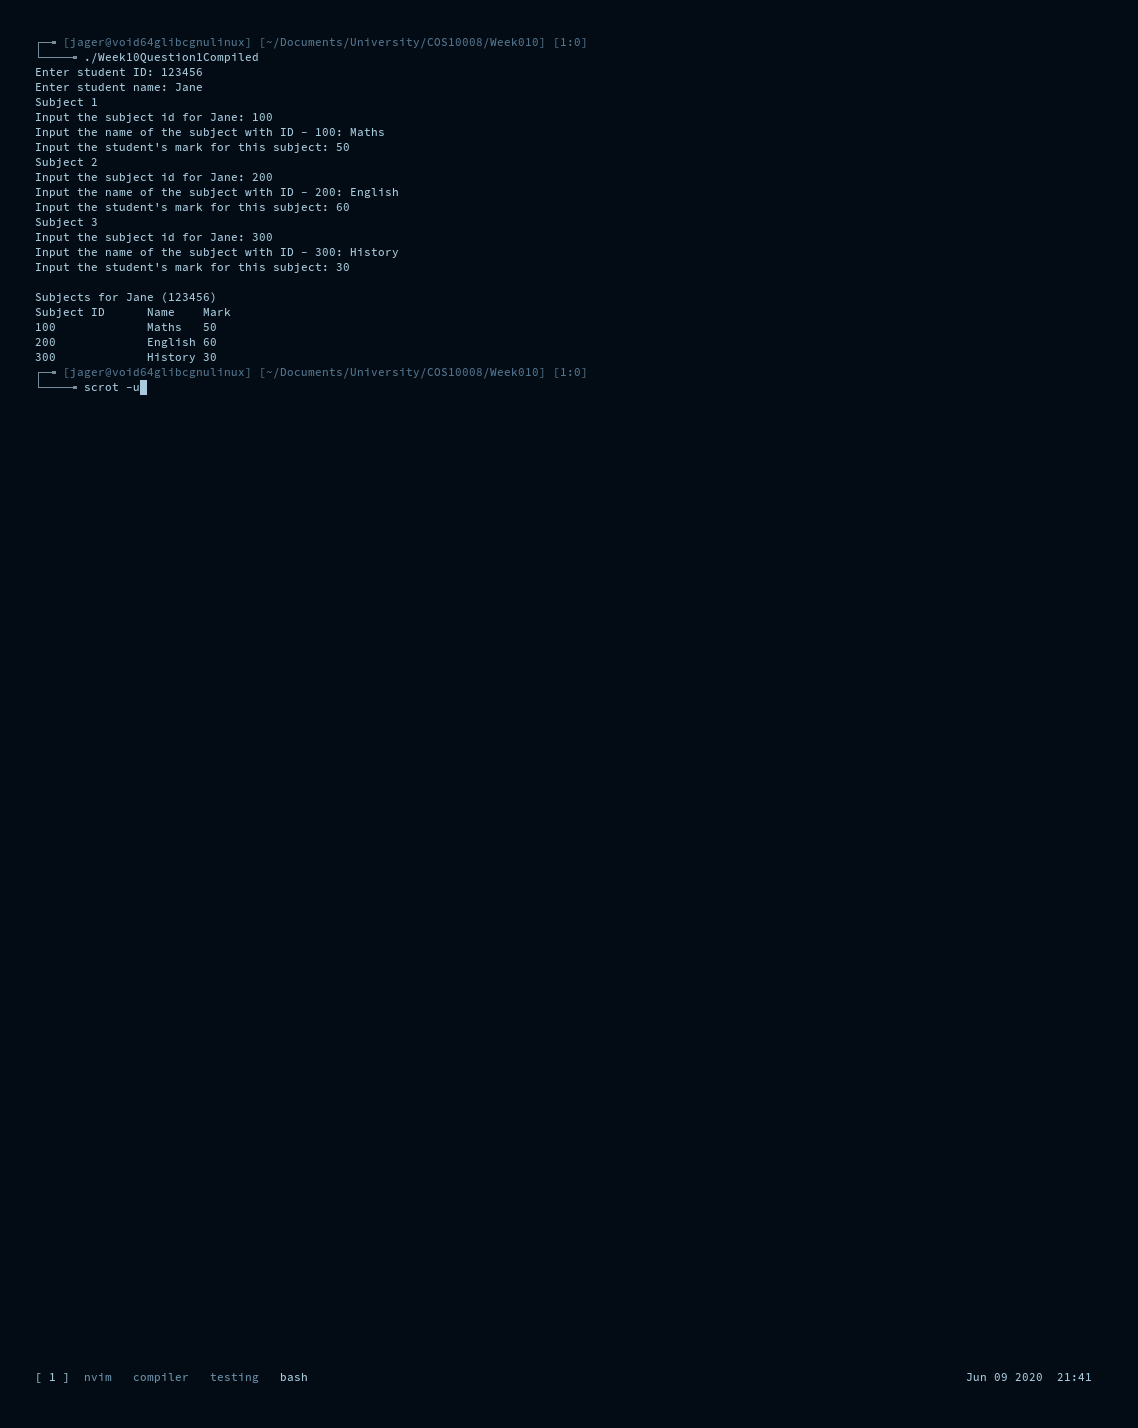 [jager@void64glibcgnulinux] [~/Documents/University/COS10008/Week010] [1:0]
./Week10Question1Compiled
Enter student ID: 123456
Enter student name: Jane
Subject 1
Input the subject id for Jane: 100
Input the name of the subject with ID - 100: Maths
Input the student's mark for this subject: 50
Subject 2
Input the subject id for Jane: 200
Input the name of the subject with ID - 200: English
Input the student's mark for this subject: 60
Subject 3
Input the subject id for Jane: 300
Input the name of the subject with ID - 300: History
Input the student's mark for this subject: 30

Subjects for Jane (123456)
Subject ID      Name    Mark
100             Maths   50
200             English 60
300             History 30
[jager@void64glibcgnulinux] [~/Documents/University/COS10008/Week010] [1:0]
scrot -u
[ 1 ]  nvim   compiler   testing   bash   Jun 09 2020  21:41